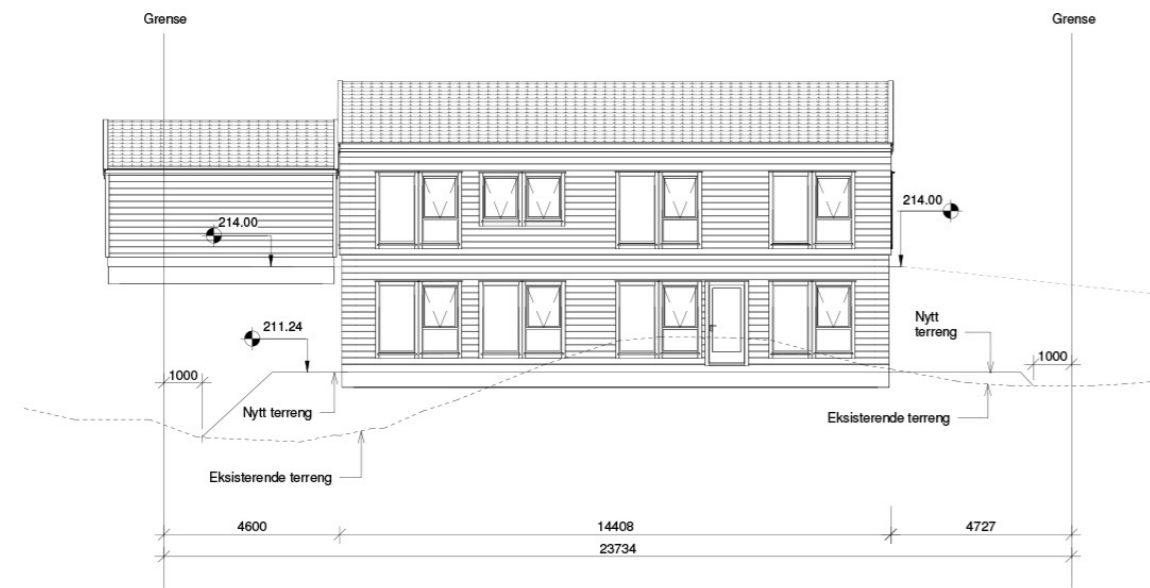 Grense
Grense
214.00
214.00
211.24
Nytt
terreng
1000
1000
Nytt terreng
Eksisterende terreng
Eksisterende terreng
4600
14408
4727
23734